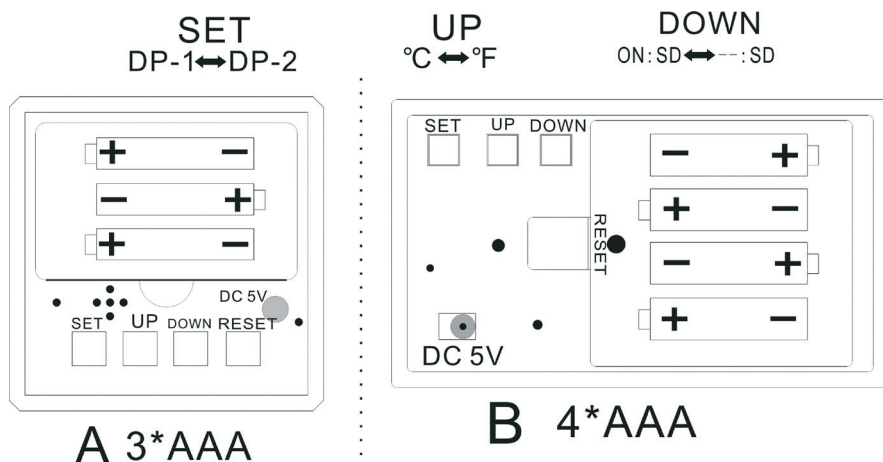 SET
DP-1↔DP-2
UP
°C↔°F
DOWN
ON:SD↔--:SD
+ −
− +
+ −
DC 5V
SET UP DOWN RESET
A 3*AAA
SET UP DOWN
RESET
− +
+ −
− +
+ −
DC 5V
B 4*AAA